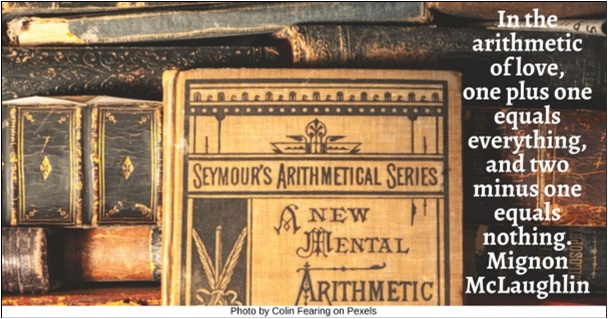 In the
arithmetic
of love,
one plus one
equals
everything,
and two
minus one
equals
nothing.
Mignon
McLaughlin
SEYMOUR'S ARITHMETICAL SERIES
A NEW
MENTAL
ARITHMETIC
Photo by Colin Fearing on Pexels